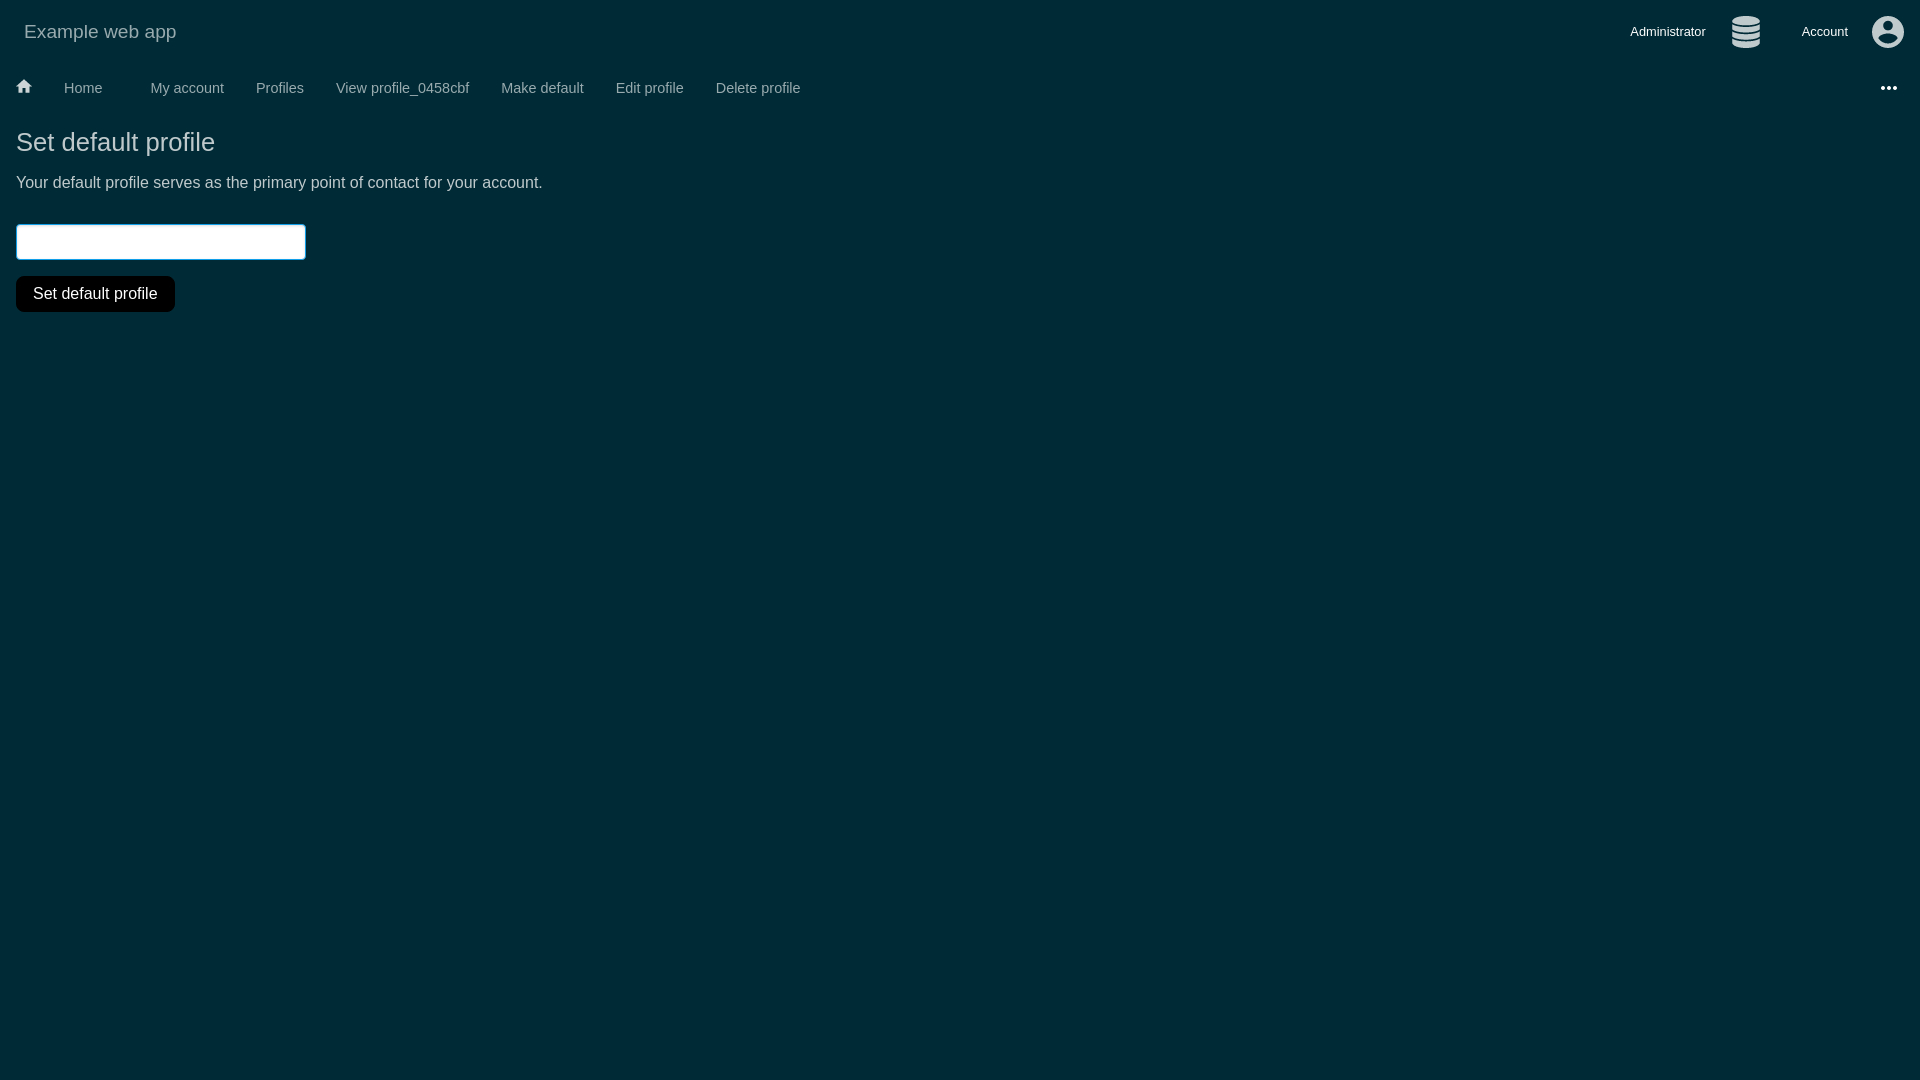 Example web app
Administrator
Account
Home
My account
Profiles
View profile_0458cbf
Make default
Edit profile
Delete profile
Set default profile
Your default profile serves as the primary point of contact for your account.
Set default profile